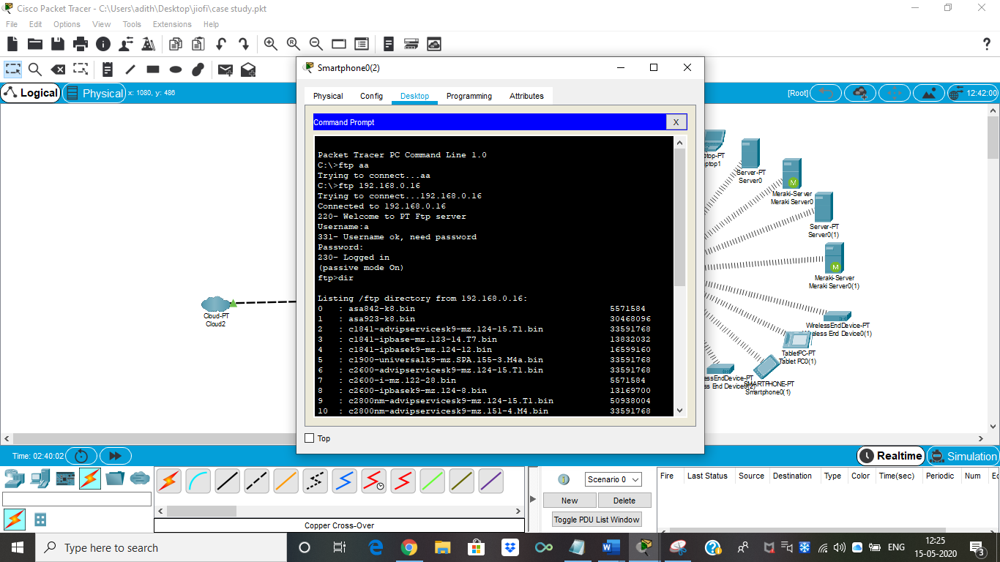 Cisco Packet Tracer - C:\Users\adith\Desktop\jiofi\case study.pkt
File Edit Options View Tools Extensions Help
?
Smartphone0(2)
Logical Physical x: 1080, y: 486
[Root] 12:42:00
Physical Config Desktop Programming Attributes
Command Prompt X
Packet Tracer PC Command Line 1.0
C:\>ftp aa
Trying to connect...aa
C:\>ftp 192.168.0.16
Trying to connect...192.168.0.16
Connected to 192.168.0.16
220- Welcome to PT Ftp server
Username:a
331- Username ok, need password
Password:
230- Logged in
(passive mode On)
ftp>dir
Listing /ftp directory from 192.168.0.16:
0 : asa842-k8.bin 5571584
1 : asa923-k8.bin 30468096
2 : c1841-advipservicesk9-mz.124-15.T1.bin 33591768
3 : c1841-ipbase-mz.123-14.T7.bin 13832032
4 : c1841-ipbasek9-mz.124-12.bin 16599160
5 : c1900-universalk9-mz.SPA.155-3.M4a.bin 33591768
6 : c2600-advipservicesk9-mz.124-15.T1.bin 33591768
7 : c2600-i-mz.122-28.bin 5571584
8 : c2600-ipbasek9-mz.124-8.bin 13169700
9 : c2800nm-advipservicesk9-mz.124-15.T1.bin 50938004
10 : c2800nm-advipservicesk9-mz.151-4.M4.bin 33591768
Top
Cloud-PT
Cloud2
top-PT
ptop1
Server-PT
Server0
Meraki-Server
Meraki Server0
Server-PT
Server0(1)
Meraki-Server
Meraki Server0(1)
WirelessEndDevice-PT
Wireless End Device0(1)
TabletPC-PT
Tablet PC0(1)
essEndDevice-PT
ss End Device0(2)
SMARTPHONE-PT
Smartphone0(1)
Time: 02:40:02
Realtime Simulation
Scenario 0
New Delete
Toggle PDU List Window
Fire Last Status Source Destination Type Color Time(sec) Periodic Num Ec
Copper Cross-Over
Type here to search
ENG
12:25
15-05-2020
3